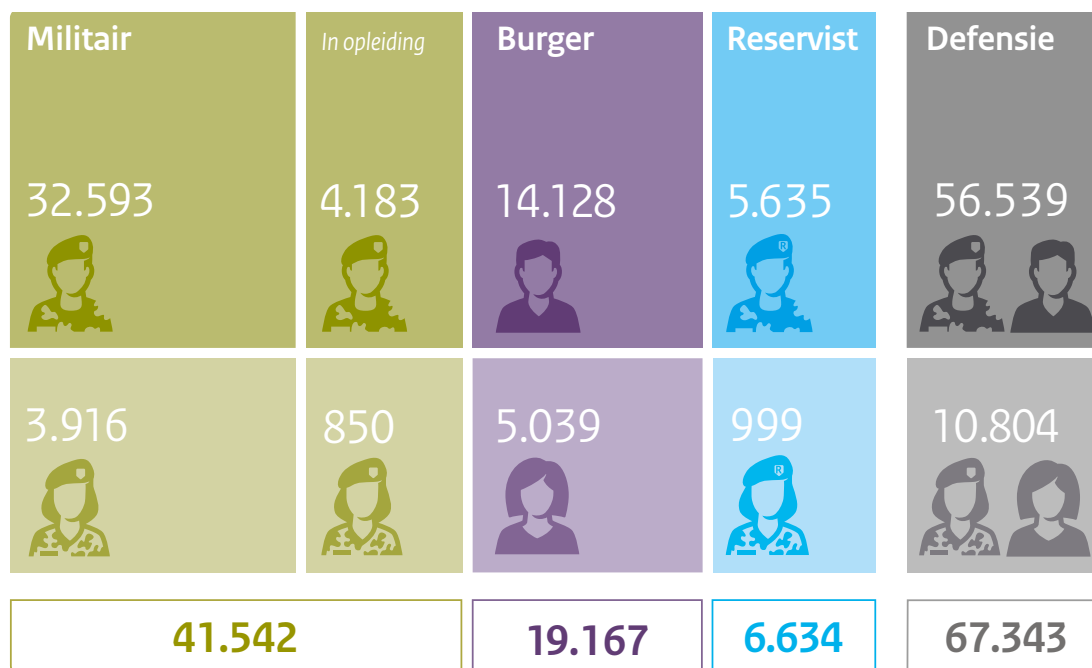 Militair In opleiding Burger Reservist Defensie
32.593 4.183 14.128 5.635 56.539
R
3.916 850 5.039 999 10.804
R
41.542 19.167 6.634 67.343